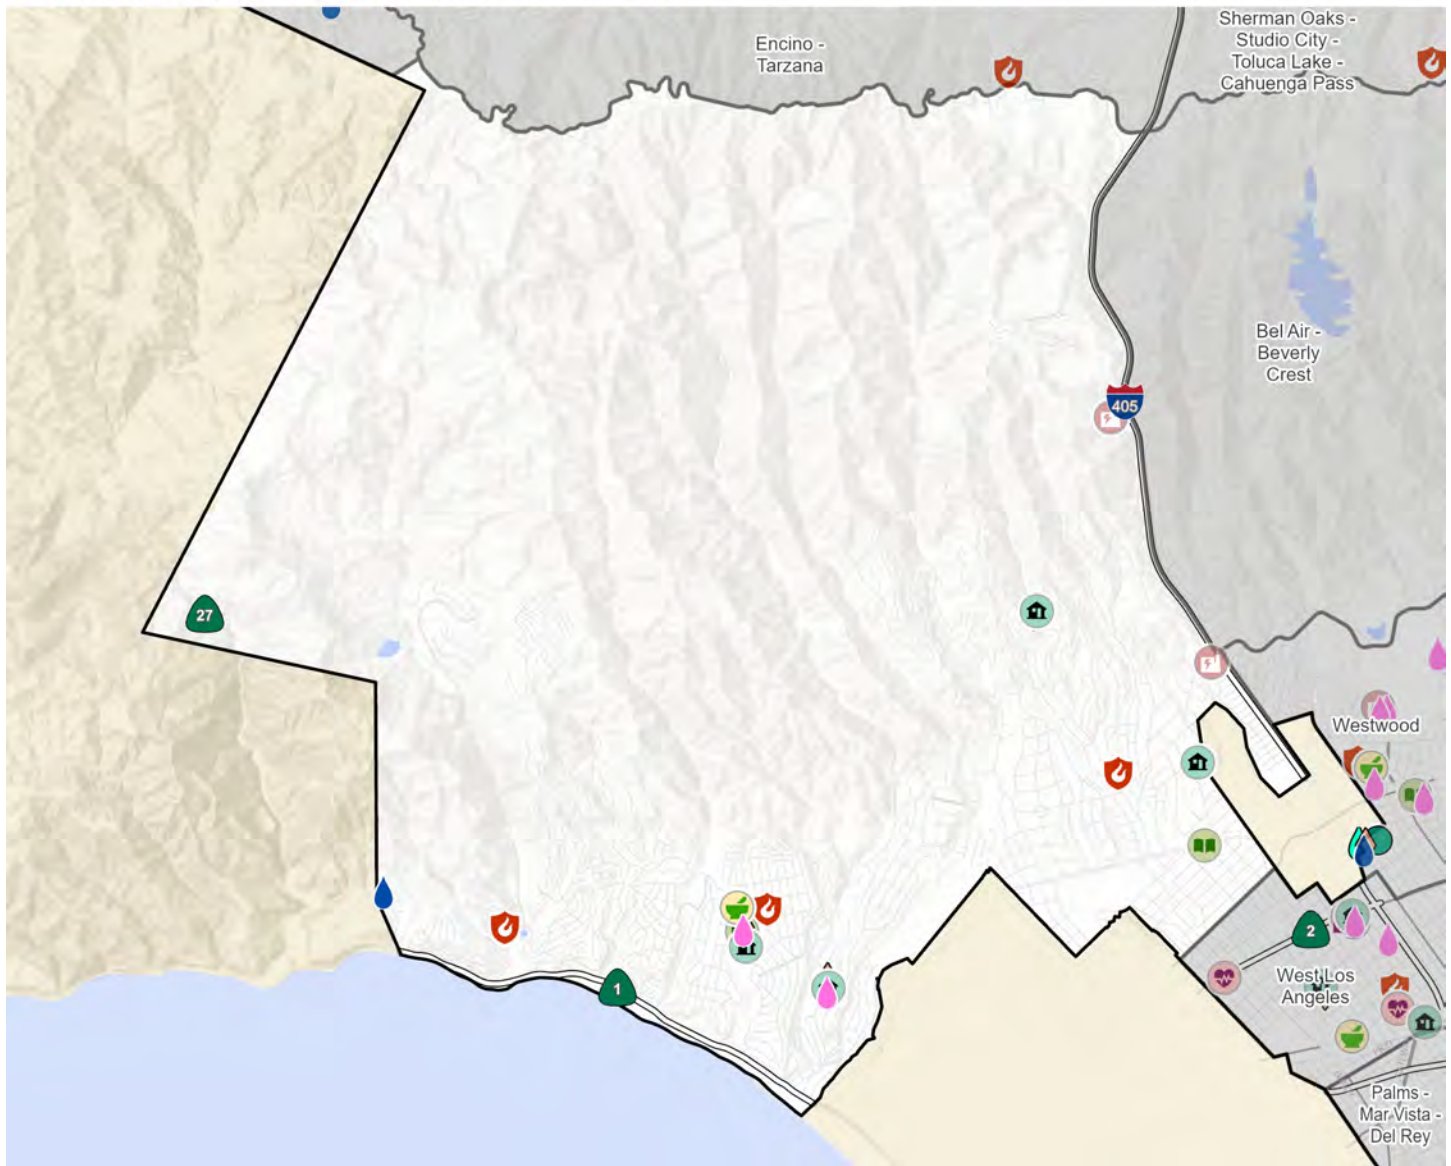 Encino -
Tarzana
Sherman Oaks -
Studio City -
Toluca Lake -
Cahuenga Pass
Bel Air -
Beverly
Crest
405
27
Westwood
2
West Los
Angeles
1
Palms -
Mar Vista -
Del Rey